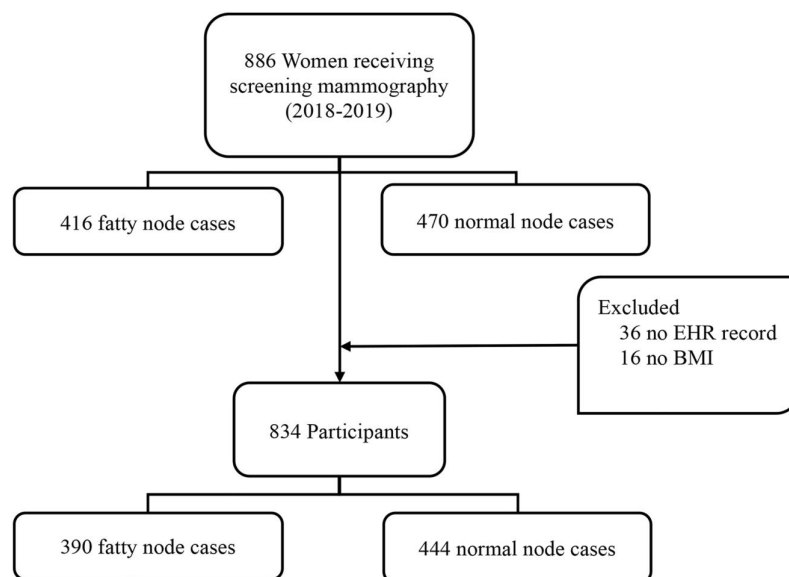 886 Women receiving
screening mammography
(2018-2019)
416 fatty node cases
470 normal node cases
Excluded
36 no EHR record
16 no BMI
834 Participants
390 fatty node cases
444 normal node cases